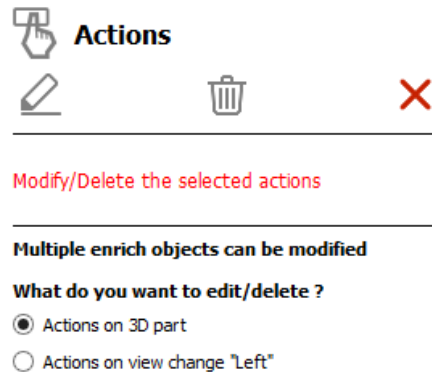 Actions
Modify/Delete the selected actions
Multiple enrich objects can be modified
What do you want to edit/delete ?
Actions on 3D part
Actions on view change "Left"